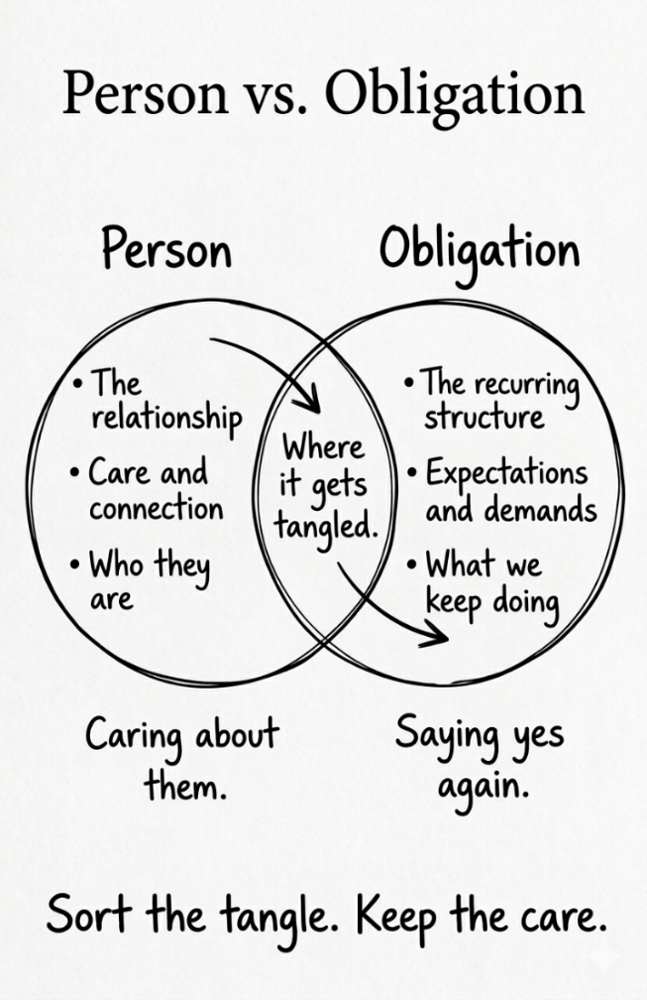 Person vs. Obligation
Person
Obligation
• The
relationship
• Care and
connection
• Who they
are
Where
it gets
tangled.
• The recurring
structure
• Expectations
and demands
• What we
keep doing
Caring about
them.
Saying yes
again.
Sort the tangle. Keep the care.